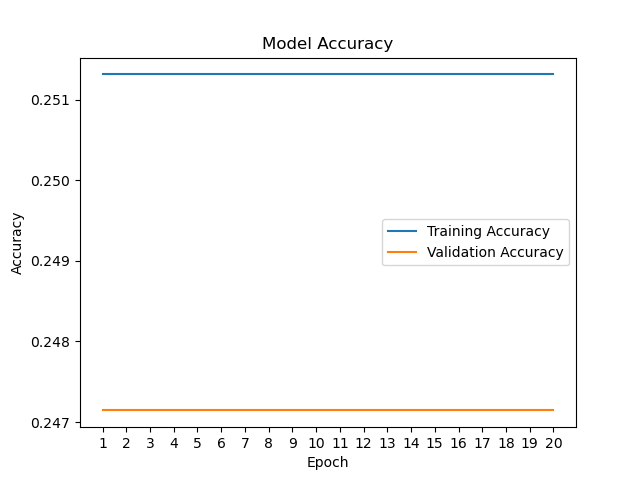 Model Accuracy
Accuracy
0.251
0.250
0.249
0.248
0.247
Training Accuracy
Validation Accuracy
1 2 3 4 5 6 7 8 9 10 11 12 13 14 15 16 17 18 19 20
Epoch